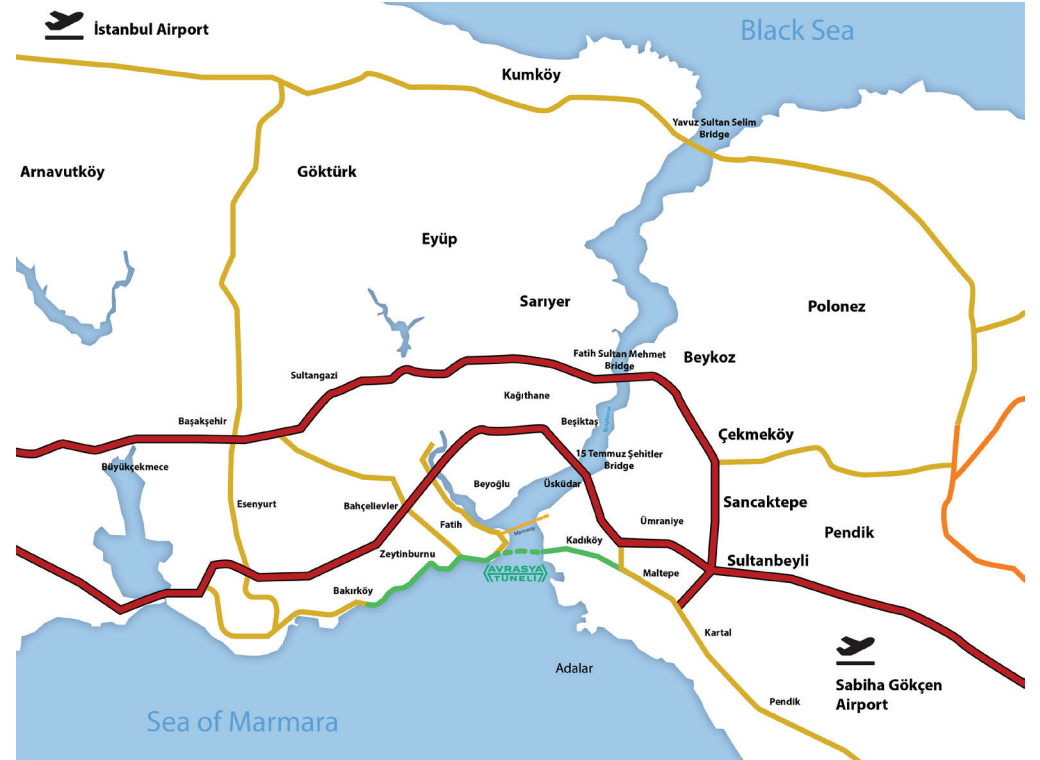 Black Sea
İstanbul Airport
Kumköy
Yavuz Sultan Selim
Bridge
Arnavutköy
Göktürk
Eyüp
Sarıyer
Polonez
Fatih Sultan Mehmet
Bridge
Beykoz
Sultangazi
Kağıthane
Başakşehir
Beşiktaş
Çekmeköy
15 Temmuz Şehitler
Bridge
Büyükçekmece
Beyoğlu
Üsküdar
Esenyurt
Bahçelievler
Sancaktepe
Fatih
Ümraniye
Marmaray
Pendik
Kadıköy
Zeytinburnu
Sultanbeyli
AVRASYA
TÜNELİ
Maltepe
Bakırköy
Kartal
Adalar
Sabiha Gökçen
Airport
Pendik
Sea of Marmara